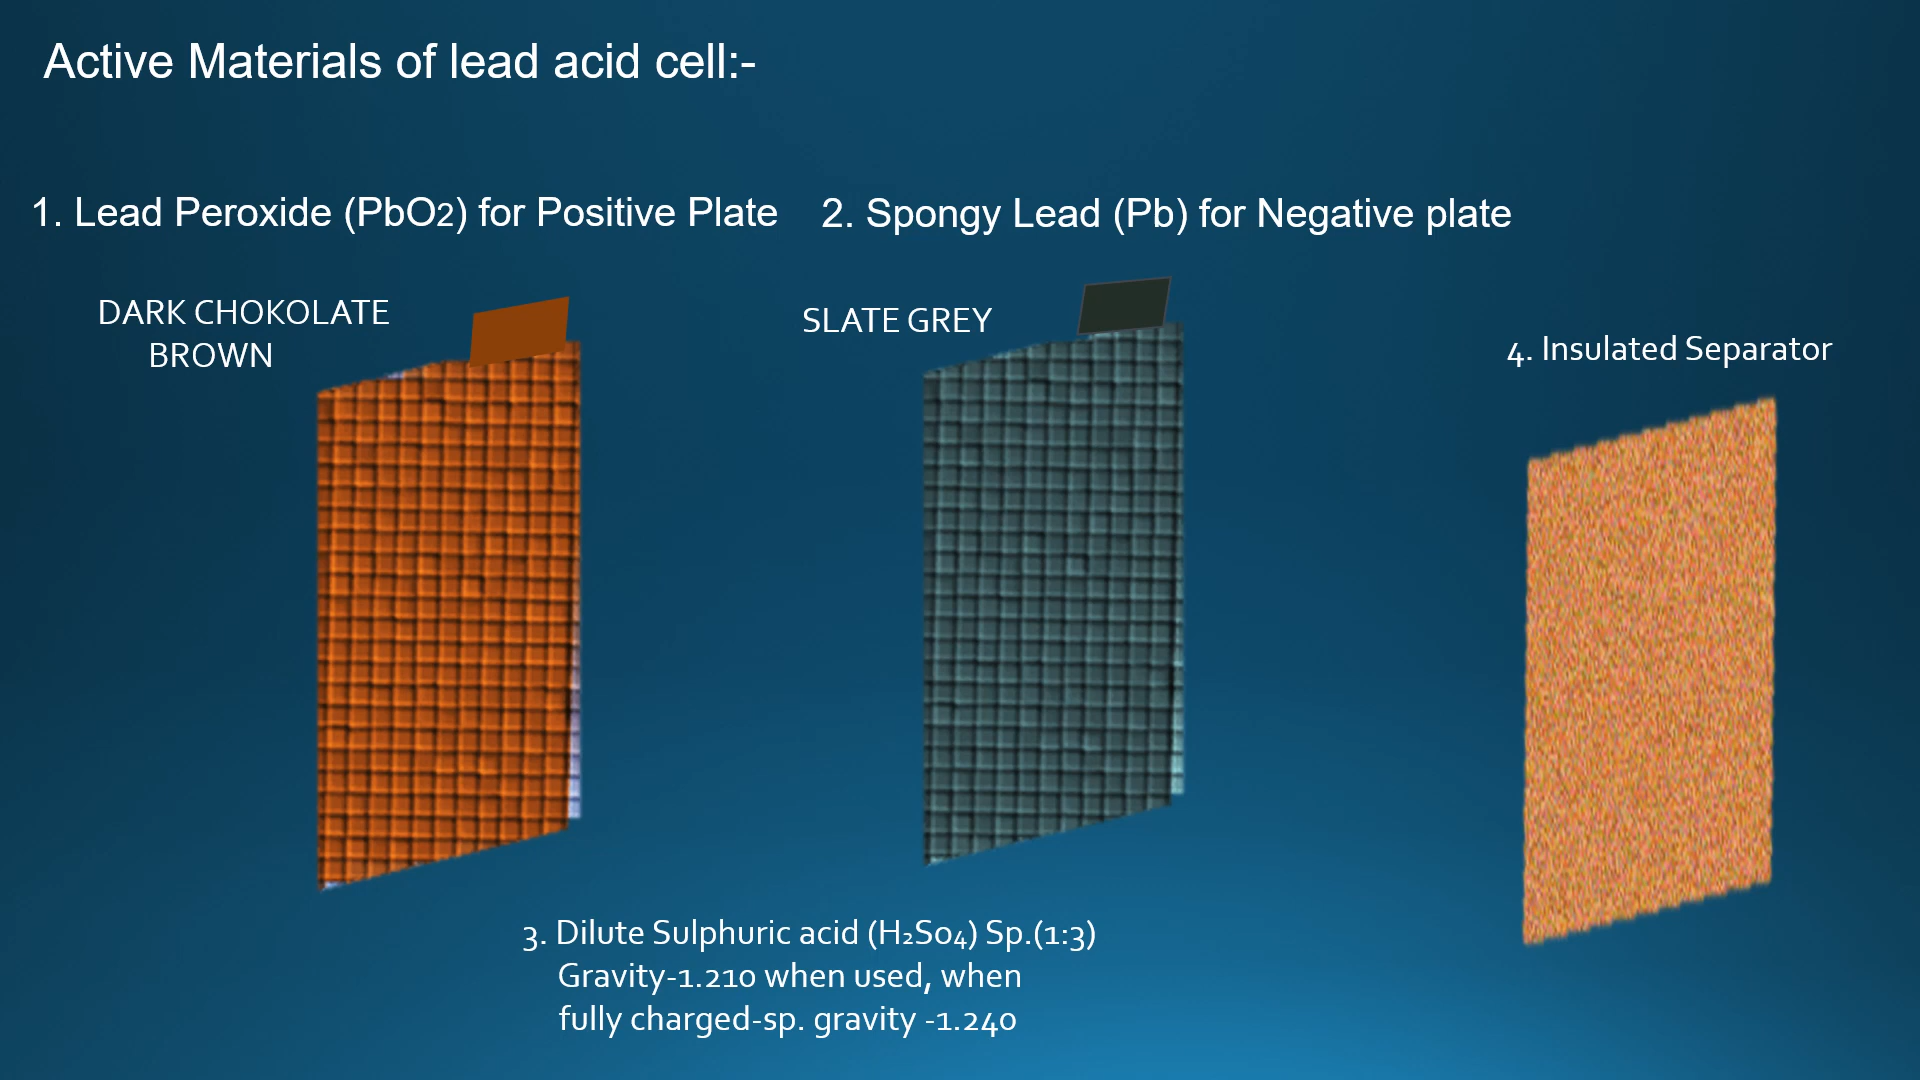 Active Materials of lead acid cell:-
1. Lead Peroxide (PbO2) for Positive Plate
2. Spongy Lead (Pb) for Negative plate
DARK CHOKOLATE
BROWN
SLATE GREY
4. Insulated Separator
3. Dilute Sulphuric acid (H₂So₄) Sp.(1:3)
Gravity-1.210 when used, when
fully charged-sp. gravity -1.240